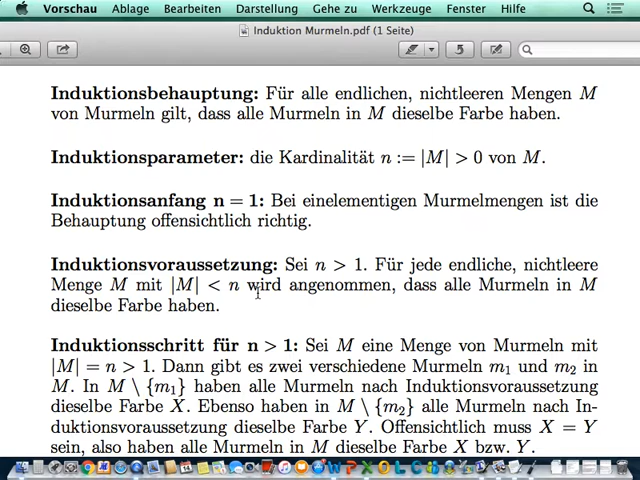 Vorschau Ablage Bearbeiten Darstellung Gehe zu Werkzeuge Fenster Hilfe
Induktion Murmeln.pdf (1 Seite)
Induktionsbehauptung: Für alle endlichen, nichtleeren Mengen M
von Murmeln gilt, dass alle Murmeln in M dieselbe Farbe haben.
Induktionsparameter: die Kardinalität n := |M| > 0 von M.
Induktionsanfang n = 1: Bei einelementigen Murmelmengen ist die
Behauptung offensichtlich richtig.
Induktionsvoraussetzung: Sei n > 1. Für jede endliche, nichtleere
Menge M mit |M| < n wird angenommen, dass alle Murmeln in M
dieselbe Farbe haben.
Induktionsschritt für n > 1: Sei M eine Menge von Murmeln mit
|M| = n > 1. Dann gibt es zwei verschiedene Murmeln m₁ und m₂ in
M. In M \ {m₁} haben alle Murmeln nach Induktionsvoraussetzung
dieselbe Farbe X. Ebenso haben in M \ {m₂} alle Murmeln nach In-
duktionsvoraussetzung dieselbe Farbe Y. Offensichtlich muss X = Y
sein, also haben alle Murmeln in M dieselbe Farbe X bzw. Y.